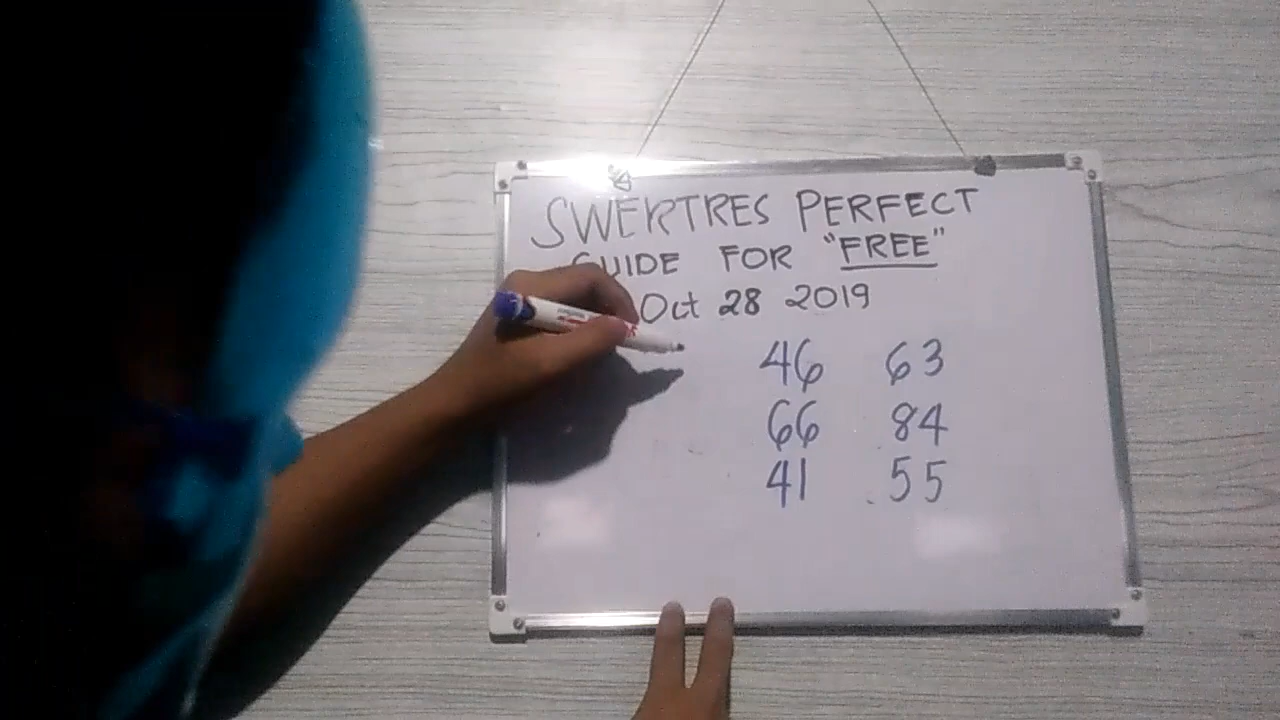 SWERTRES PERFECT
GUIDE FOR "FREE"
Oct 28 2019
46 63
66 84
41 55